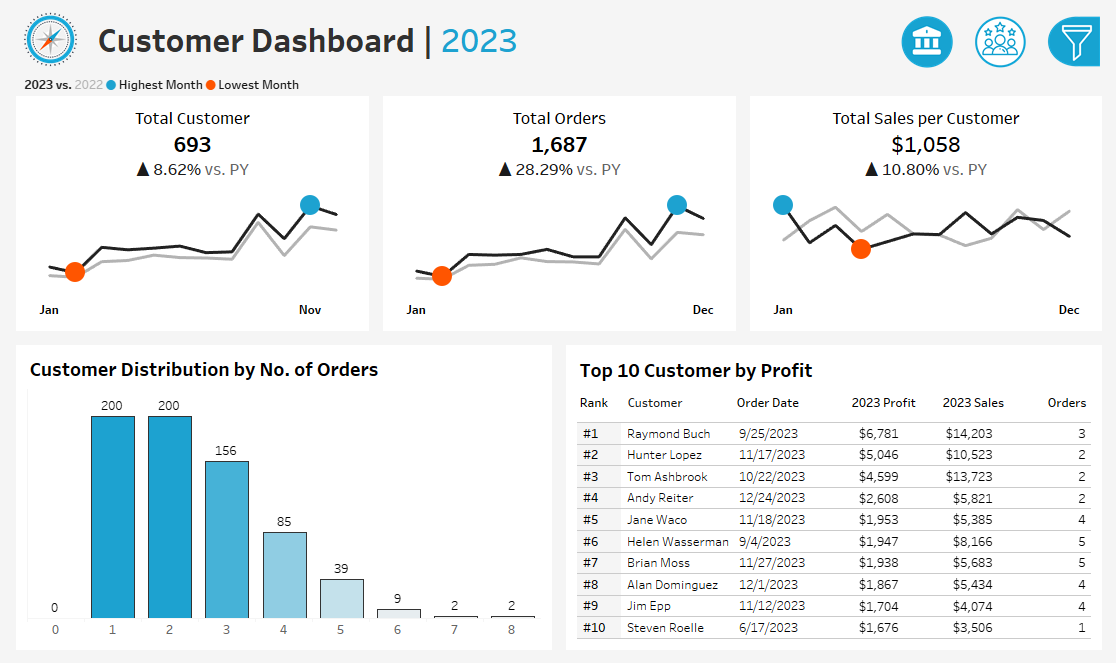 Customer Dashboard | 2023
2023 vs. 2022 Highest Month Lowest Month
Total Customer
693
▲ 8.62% vs. PY
Jan Nov
Total Orders
1,687
▲ 28.29% vs. PY
Jan Dec
Total Sales per Customer
$1,058
▲ 10.80% vs. PY
Jan Dec
Customer Distribution by No. of Orders
0 200 200 156 85 39 9 2 2
0 1 2 3 4 5 6 7 8
Top 10 Customer by Profit
Rank Customer Order Date 2023 Profit 2023 Sales Orders
#1 Raymond Buch 9/25/2023 $6,781 $14,203 3
#2 Hunter Lopez 11/17/2023 $5,046 $10,523 2
#3 Tom Ashbrook 10/22/2023 $4,599 $13,723 2
#4 Andy Reiter 12/24/2023 $2,608 $5,821 2
#5 Jane Waco 11/18/2023 $1,953 $5,385 4
#6 Helen Wasserman 9/4/2023 $1,947 $8,166 5
#7 Brian Moss 11/27/2023 $1,938 $5,683 5
#8 Alan Dominguez 12/1/2023 $1,867 $5,434 4
#9 Jim Epp 11/12/2023 $1,704 $4,074 4
#10 Steven Roelle 6/17/2023 $1,676 $3,506 1